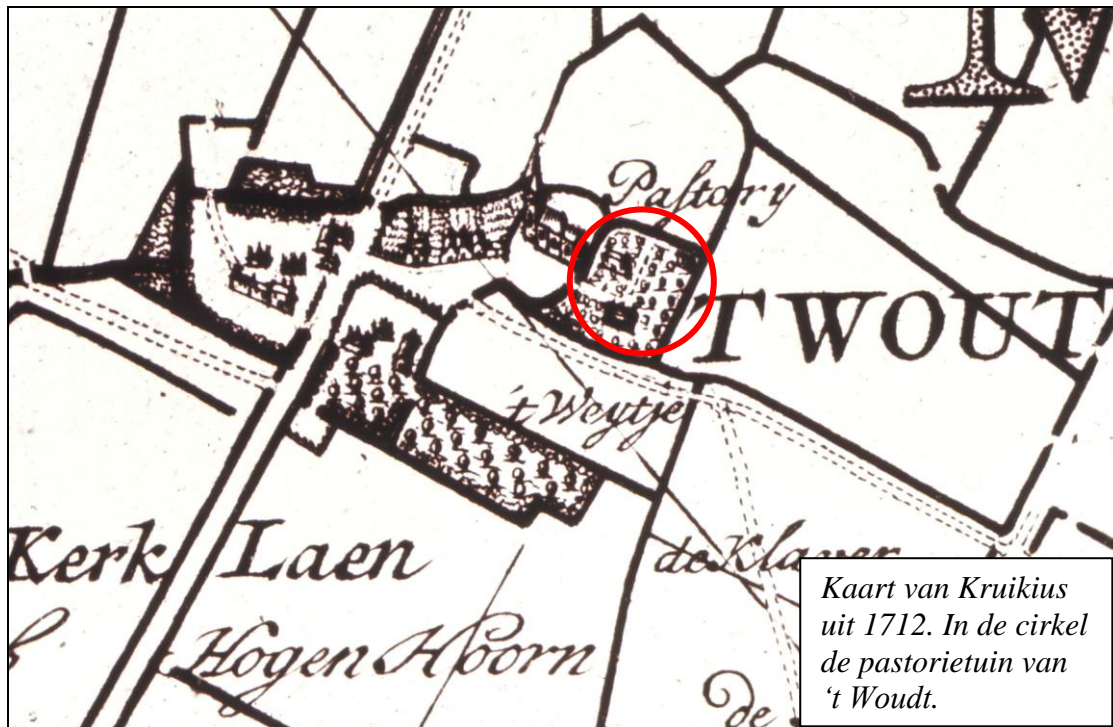 Paſtory
T WOUT
't Weytje
Kerk Laen
de Klaver
Hogen Hoorn
de
Kaart van Kruikius
uit 1712. In de cirkel
de pastorietuin van
‘t Woudt.